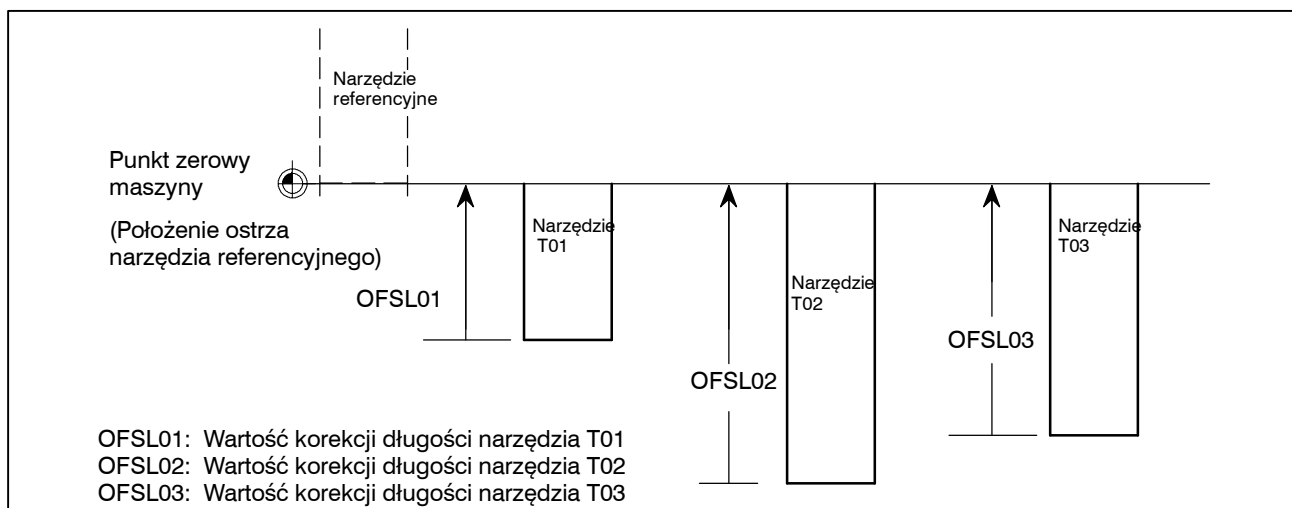 Narzędzie
referencyjne
Punkt zerowy
maszyny
(Położenie ostrza
narzędzia referencyjnego)
OFSL01
Narzędzie
T01
OFSL02
Narzędzie
T02
OFSL03
Narzędzie
T03
OFSL01: Wartość korekcji długości narzędzia T01
OFSL02: Wartość korekcji długości narzędzia T02
OFSL03: Wartość korekcji długości narzędzia T03